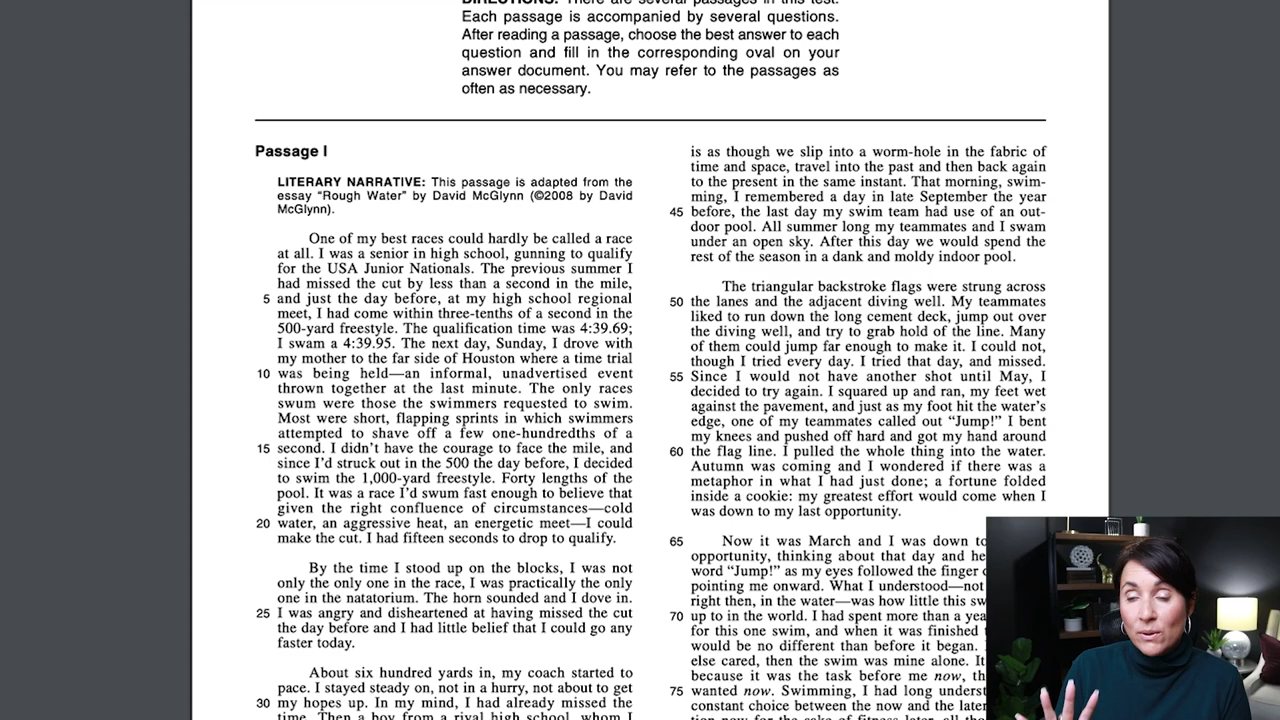 DIRECTIONS: There are several passages in this test.
Each passage is accompanied by several questions.
After reading a passage, choose the best answer to each
question and fill in the corresponding oval on your
answer document. You may refer to the passages as
often as necessary.
Passage I
LITERARY NARRATIVE: This passage is adapted from the
essay “Rough Water” by David McGlynn (©2008 by David
McGlynn).
One of my best races could hardly be called a race
at all. I was a senior in high school, gunning to qualify
for the USA Junior Nationals. The previous summer I
had missed the cut by less than a second in the mile,
5 and just the day before, at my high school regional
meet, I had come within three-tenths of a second in the
500-yard freestyle. The qualification time was 4:39.69;
I swam a 4:39.95. The next day, Sunday, I drove with
my mother to the far side of Houston where a time trial
10 was being held—an informal, unadvertised event
thrown together at the last minute. The only races
swum were those the swimmers requested to swim.
Most were short, flapping sprints in which swimmers
attempted to shave off a few one-hundredths of a
15 second. I didn’t have the courage to face the mile, and
since I’d struck out in the 500 the day before, I decided
to swim the 1,000-yard freestyle. Forty lengths of the
pool. It was a race I’d swum fast enough to believe that
given the right confluence of circumstances—cold
20 water, an aggressive heat, an energetic meet—I could
make the cut. I had fifteen seconds to drop to qualify.
By the time I stood up on the blocks, I was not
only the only one in the race, I was practically the only
one in the natatorium. The horn sounded and I dove in.
25 I was angry and disheartened at having missed the cut
the day before and I had little belief that I could go any
faster today.
About six hundred yards in, my coach started to
pace. I stayed steady on, not in a hurry, not about to get
30 my hopes up. In my mind, I had already missed the
time. Then a boy from a rival high school, whom I
is as though we slip into a worm-hole in the fabric of
time and space, travel into the past and then back again
to the present in the same instant. That morning, swim-
ming, I remembered a day in late September the year
45 before, the last day my swim team had use of an out-
door pool. All summer long my teammates and I swam
under an open sky. After this day we would spend the
rest of the season in a dank and moldy indoor pool.
The triangular backstroke flags were strung across
50 the lanes and the adjacent diving well. My teammates
liked to run down the long cement deck, jump out over
the diving well, and try to grab hold of the line. Many
of them could jump far enough to make it. I could not,
though I tried every day. I tried that day, and missed.
55 Since I would not have another shot until May, I
decided to try again. I squared up and ran, my feet wet
against the pavement, and just as my foot hit the water’s
edge, one of my teammates called out “Jump!” I bent
my knees and pushed off hard and got my hand around
60 the flag line. I pulled the whole thing into the water.
Autumn was coming and I wondered if there was a
metaphor in what I had just done; a fortune folded
inside a cookie: my greatest effort would come when I
was down to my last opportunity.
65 Now it was March and I was down to
opportunity, thinking about that day and
word “Jump!” as my eyes followed the finger
pointing me onward. What I understood—not
right then, in the water—was how little this
70 up to in the world. I had spent more than a
for this one swim, and when it was finished
would be no different than before it began.
else cared, then the swim was mine alone.
because it was the task before me now,
75 wanted now. Swimming, I had long
constant choice between the now and the